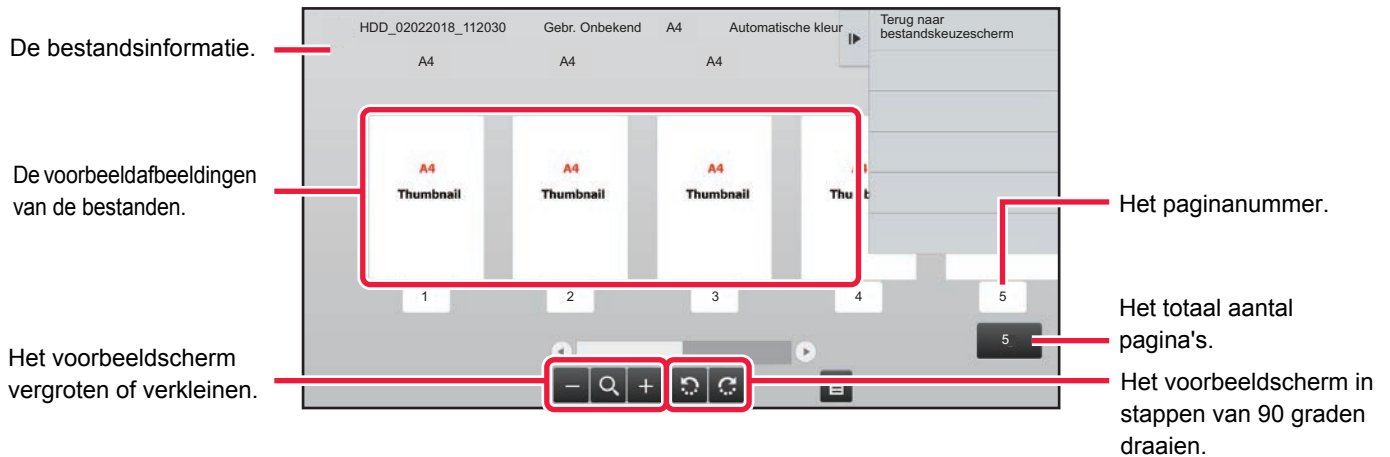 De bestandsinformatie.
HDD_02022018_112030 Gebr. Onbekend A4 Automatische kleur
Terug naar
bestandskeuzescherm
A4 A4 A4
De voorbeeldafbeeldingen
van de bestanden.
A4 A4 A4
Thumbnail Thumbnail Thumbnail
Het paginanummer.
1 2 3 4 5
Het totaal aantal
pagina's.
5
Het voorbeeldscherm
vergroten of verkleinen.
Het voorbeeldscherm in
stappen van 90 graden
draaien.